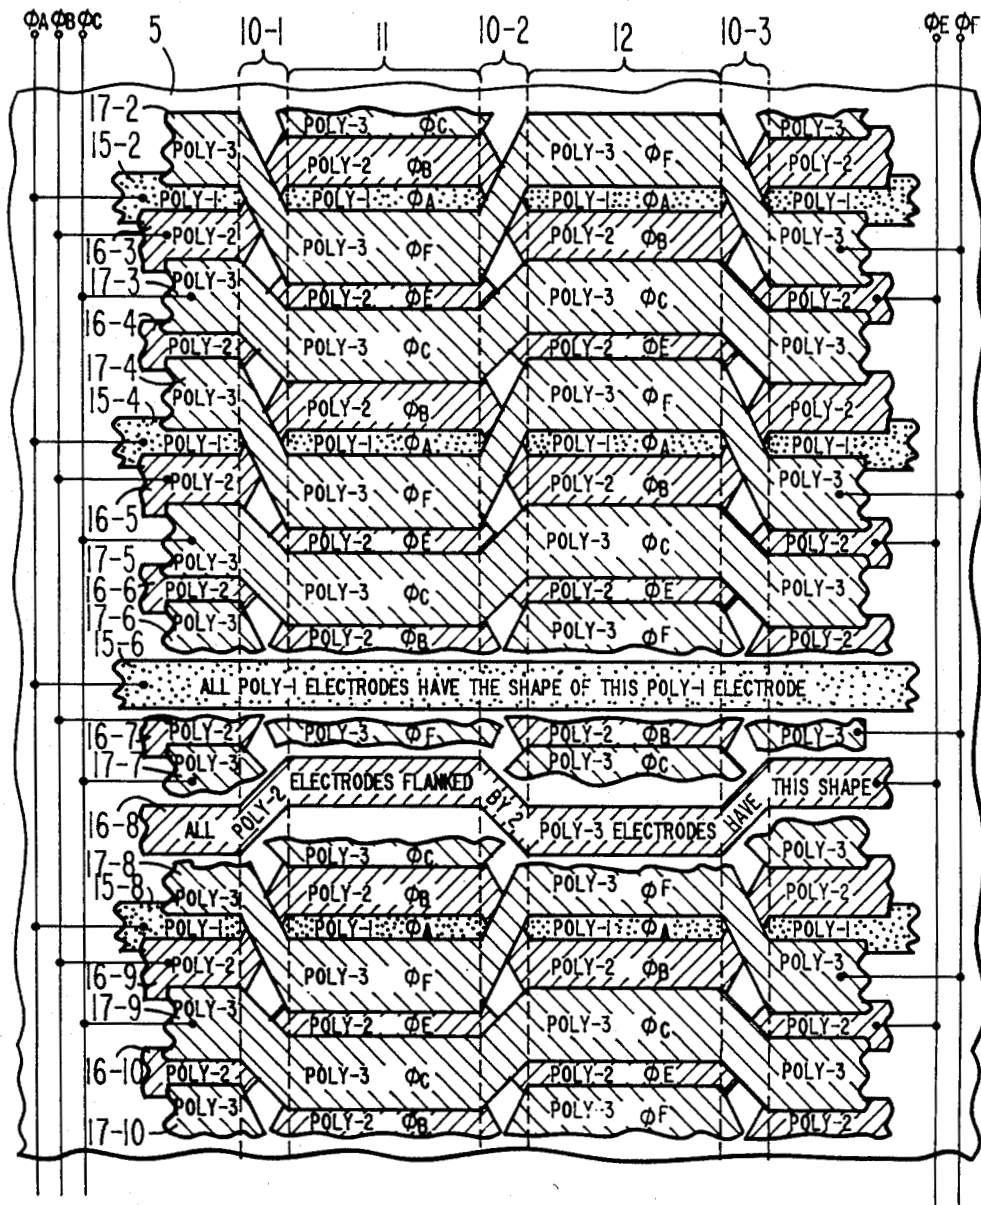 ΦA ΦB ΦC 5 10-1 11 10-2 12 10-3 ΦE ΦF
17-2 POLY-3 ΦC POLY-3
15-2 POLY-3 POLY-2 ΦB POLY-3 ΦF POLY-2
POLY-1 POLY-1 ΦA POLY-1 ΦA POLY-1
16-3 POLY-2 POLY-3 ΦF POLY-2 ΦB POLY-3
17-3 POLY-3 POLY-2 ΦE POLY-3 ΦC POLY-2
16-4 POLY-2 POLY-3 ΦC POLY-2 ΦE POLY-3
17-4 POLY-3 POLY-2 ΦB POLY-3 ΦF POLY-2
15-4 POLY-1 POLY-1 ΦA POLY-1 ΦA POLY-1
16-5 POLY-2 POLY-3 ΦF POLY-2 ΦB POLY-3
17-5 POLY-3 POLY-2 ΦE POLY-3 ΦC POLY-2
16-6 POLY-2 POLY-3 ΦC POLY-2 ΦE POLY-3
17-6 POLY-3 POLY-2 ΦB POLY-3 ΦF POLY-2
15-6
ALL POLY-1 ELECTRODES HAVE THE SHAPE OF THIS POLY-1 ELECTRODE
16-7 POLY-2 POLY-3 ΦF POLY-2 ΦB POLY-3
17-7 POLY-3 POLY-3 ΦC
16-8 ALL POLY-2 ELECTRODES FLANKED BY 2 POLY-3 ELECTRODES HAVE THIS SHAPE
17-8 POLY-3 ΦC POLY-3
15-8 POLY-3 POLY-2 ΦB POLY-3 ΦF POLY-2
POLY-1 POLY-1 ΦA POLY-1 ΦA POLY-1
16-9 POLY-2 POLY-3 ΦF POLY-2 ΦB POLY-3
17-9 POLY-3 POLY-2 ΦE POLY-3 ΦC POLY-2
16-10 POLY-2 POLY-3 ΦC POLY-2 ΦE POLY-3
17-10 POLY-3 POLY-2 ΦB POLY-3 ΦF POLY-2